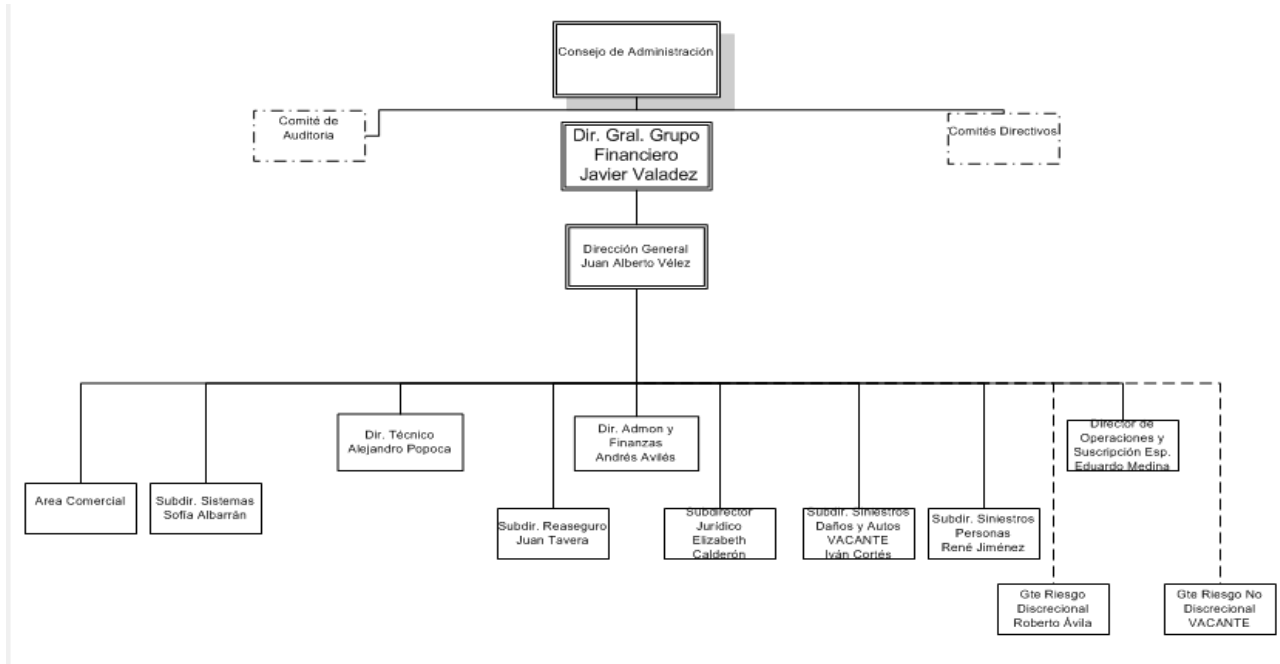 Consejo de Administración
Comité de
Auditoria
Comités Directivos
Dir. Gral. Grupo
Financiero
Javier Valadez
Dirección General
Juan Alberto Vélez
Dir. Técnico
Alejandro Popoca
Dir. Admon y
Finanzas
Andrés Avilés
Director de
Operaciones y
Suscripción Esp.
Eduardo Medina
Area Comercial
Subdir. Sistemas
Sofía Albarrán
Subdir. Reaseguro
Juan Tavera
Subdirector
Jurídico
Elizabeth
Calderón
Subdir. Siniestros
Daños y Autos
VACANTE
Iván Cortés
Subdir. Siniestros
Personas
René Jiménez
Gte Riesgo
Discrecional
Roberto Ávila
Gte Riesgo No
Discrecional
VACANTE